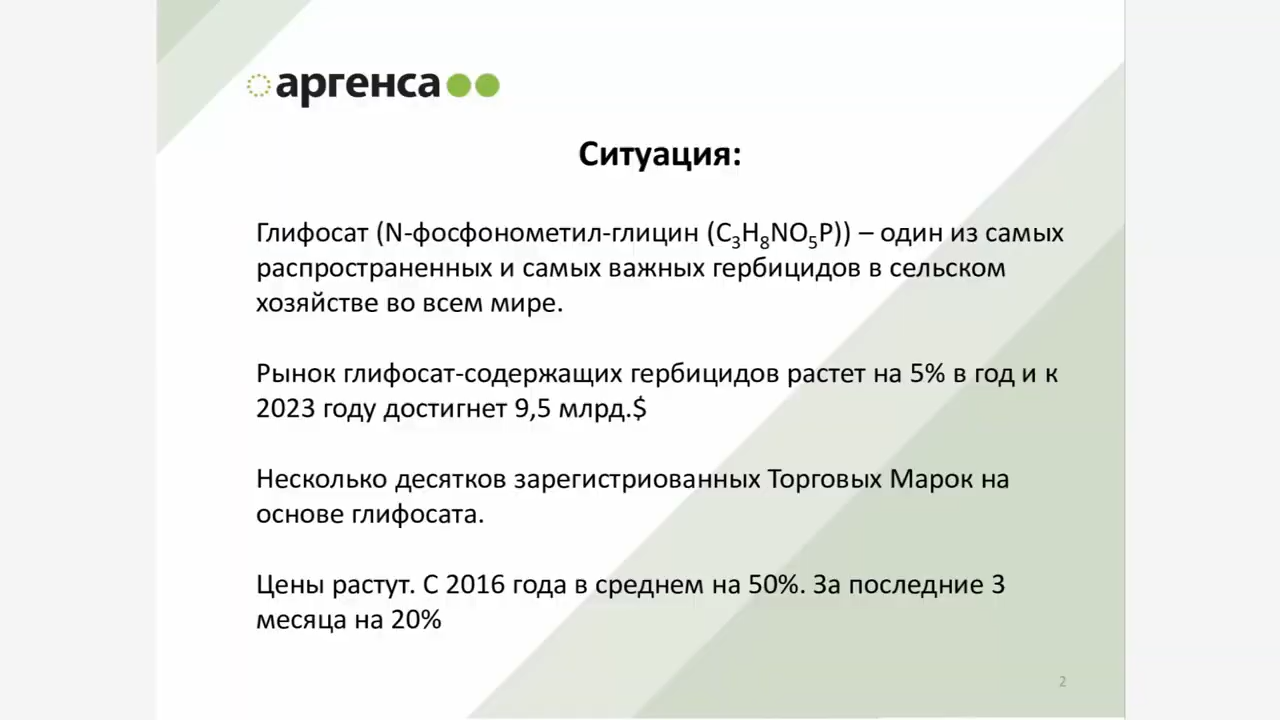 аргенса
Ситуация:
Глифосат (N-фосфонометил-глицин (C₃H₈NO₅P)) – один из самых
распространенных и самых важных гербицидов в сельском
хозяйстве во всем мире.
Рынок глифосат-содержащих гербицидов растет на 5% в год и к
2023 году достигнет 9,5 млрд.$
Несколько десятков зарегистриованных Торговых Марок на
основе глифосата.
Цены растут. С 2016 года в среднем на 50%. За последние 3
месяца на 20%
2